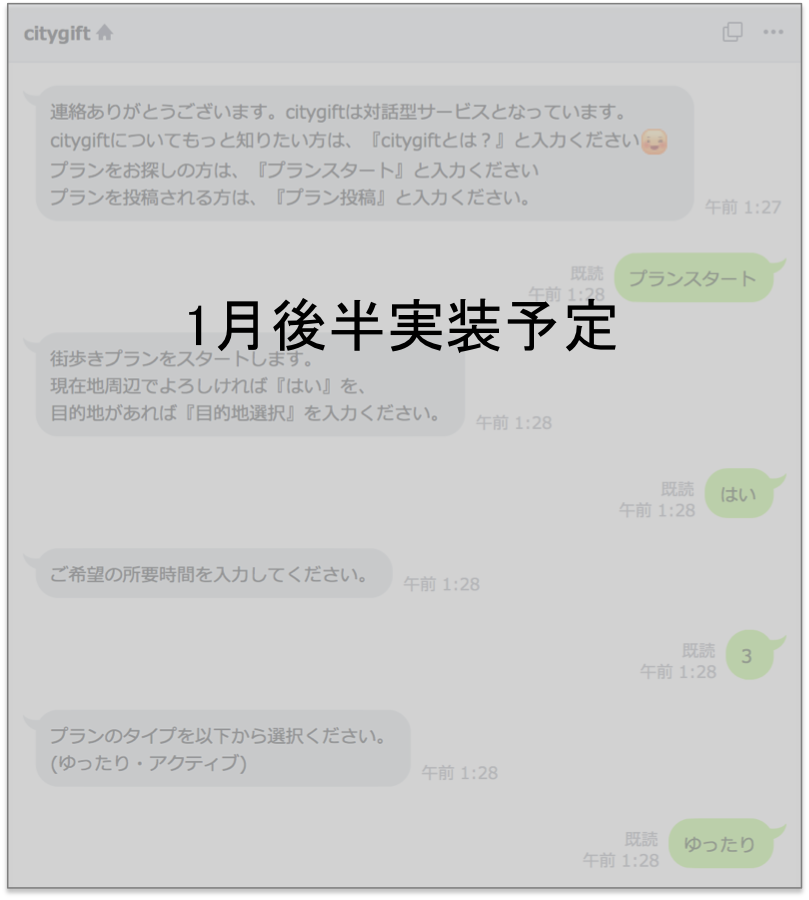 citygift
連絡ありがとうございます。citygiftは対話型サービスとなっています。
citygiftについてもっと知りたい方は、『citygiftとは？』と入力ください
プランをお探しの方は、『プランスタート』と入力ください
プランを投稿される方は、『プラン投稿』と入力ください。
午前 1:27
既読
午前 1:28
プランスタート
1月後半実装予定
街歩きプランをスタートします。
現在地周辺でよろしければ『はい』を、
目的地があれば『目的地選択』を入力ください。
午前 1:28
既読
午前 1:28
はい
ご希望の所要時間を入力してください。
午前 1:28
既読
午前 1:28
3
プランのタイプを以下から選択ください。
(ゆったり・アクティブ)
午前 1:28
既読
午前 1:28
ゆったり